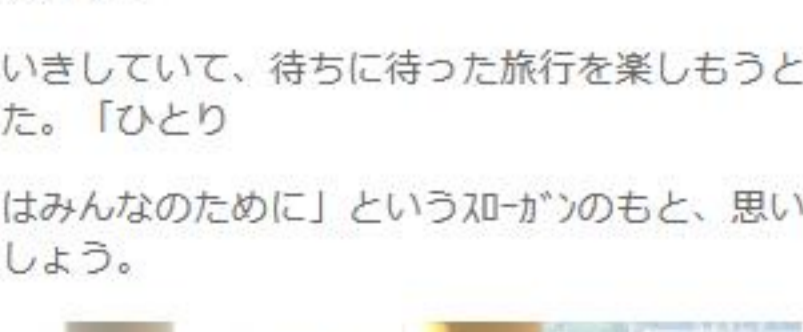 いきしていて、待ちに待った旅行を楽しもうと
た。「ひとり
はみんなのために」というｽﾛｰｶﾞﾝのもと、思い
しょう。